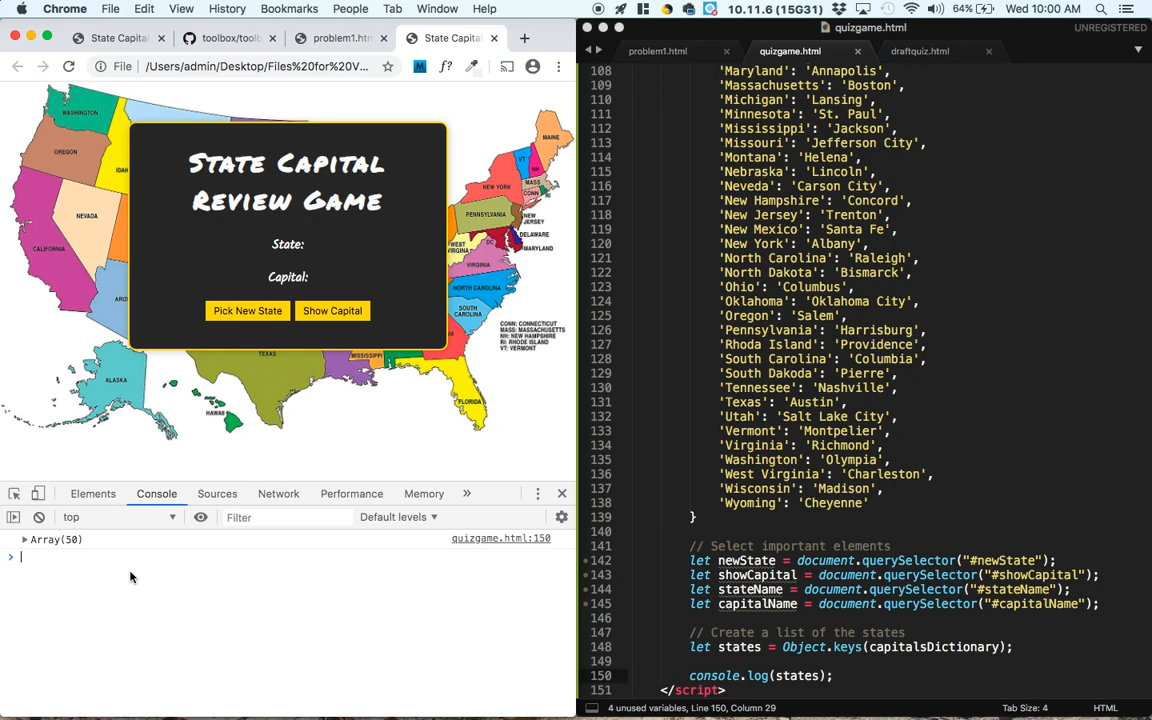 Chrome File Edit View History Bookmarks People Tab Window Help 10.11.6 (15G31) 64% Wed 10:00 AM
State Capital
toolbox/toolb
problem1.htm
State Capital
File /Users/admin/Desktop/Files%20for%20V...
WASHINGTON
OREGON
IDAH
NEVADA
CALIFORNIA
ARIZ
MAINE
VT
NH
NEW YORK
MASS
CONN
PENNSYLVANIA
NEW
JERSEY
DELAWARE
MARYLAND
WEST
VIRGINIA
DC
VIRGINIA
NORTH CAROLINA
SOUTH
CAROLINA
CONN: CONNECTICUT
MASS: MASSACHUSETTS
NH: NEW HAMPSHIRE
RI: RHODE ISLAND
VT: VERMONT
TEXAS
MISSISSIPPI
ALASKA
HAWAII
FLORIDA
State Capital
Review Game
State:
Capital:
Pick New State
Show Capital
Elements Console Sources Network Performance Memory »
top Filter Default levels
Array(50) quizgame.html:150
quizgame.html UNREGISTERED
problem1.html quizgame.html draftquiz.html
108 'Maryland': 'Annapolis',
109 'Massachusetts': 'Boston',
110 'Michigan': 'Lansing',
111 'Minnesota': 'St. Paul',
112 'Mississippi': 'Jackson',
113 'Missouri': 'Jefferson City',
114 'Montana': 'Helena',
115 'Nebraska': 'Lincoln',
116 'Neveda': 'Carson City',
117 'New Hampshire': 'Concord',
118 'New Jersey': 'Trenton',
119 'New Mexico': 'Santa Fe',
120 'New York': 'Albany',
121 'North Carolina': 'Raleigh',
122 'North Dakota': 'Bismarck',
123 'Ohio': 'Columbus',
124 'Oklahoma': 'Oklahoma City',
125 'Oregon': 'Salem',
126 'Pennsylvania': 'Harrisburg',
127 'Rhoda Island': 'Providence',
128 'South Carolina': 'Columbia',
129 'South Dakoda': 'Pierre',
130 'Tennessee': 'Nashville',
131 'Texas': 'Austin',
132 'Utah': 'Salt Lake City',
133 'Vermont': 'Montpelier',
134 'Virginia': 'Richmond',
135 'Washington': 'Olympia',
136 'West Virginia': 'Charleston',
137 'Wisconsin': 'Madison',
138 'Wyoming': 'Cheyenne'
139 }
140
141 // Select important elements
142 let newState = document.querySelector("#newState");
143 let showCapital = document.querySelector("#showCapital");
144 let stateName = document.querySelector("#stateName");
145 let capitalName = document.querySelector("#capitalName");
146
147 // Create a list of the states
148 let states = Object.keys(capitalsDictionary);
149
150 console.log(states);
151 </script>
4 unused variables, Line 150, Column 29 Tab Size: 4 HTML